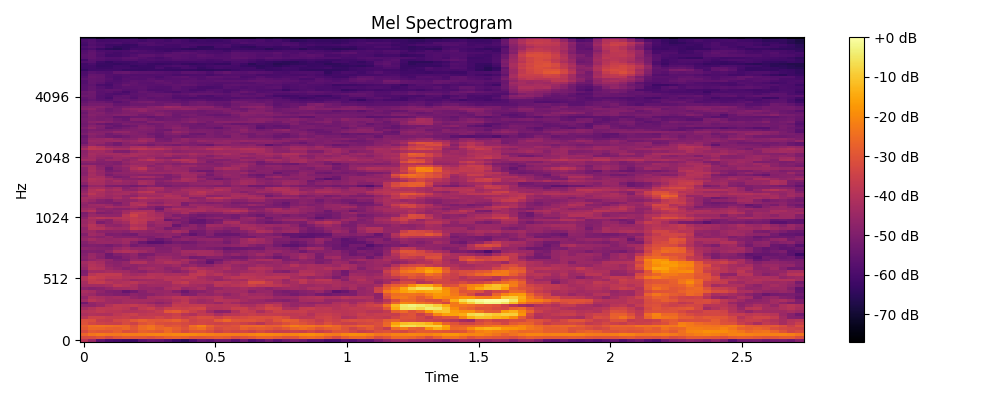 Mel Spectrogram
+0 dB
4096
-10 dB
-20 dB
2048
-30 dB
Hz
-40 dB
1024
-50 dB
512
-60 dB
-70 dB
0
0
0.5
1
1.5
2
2.5
Time